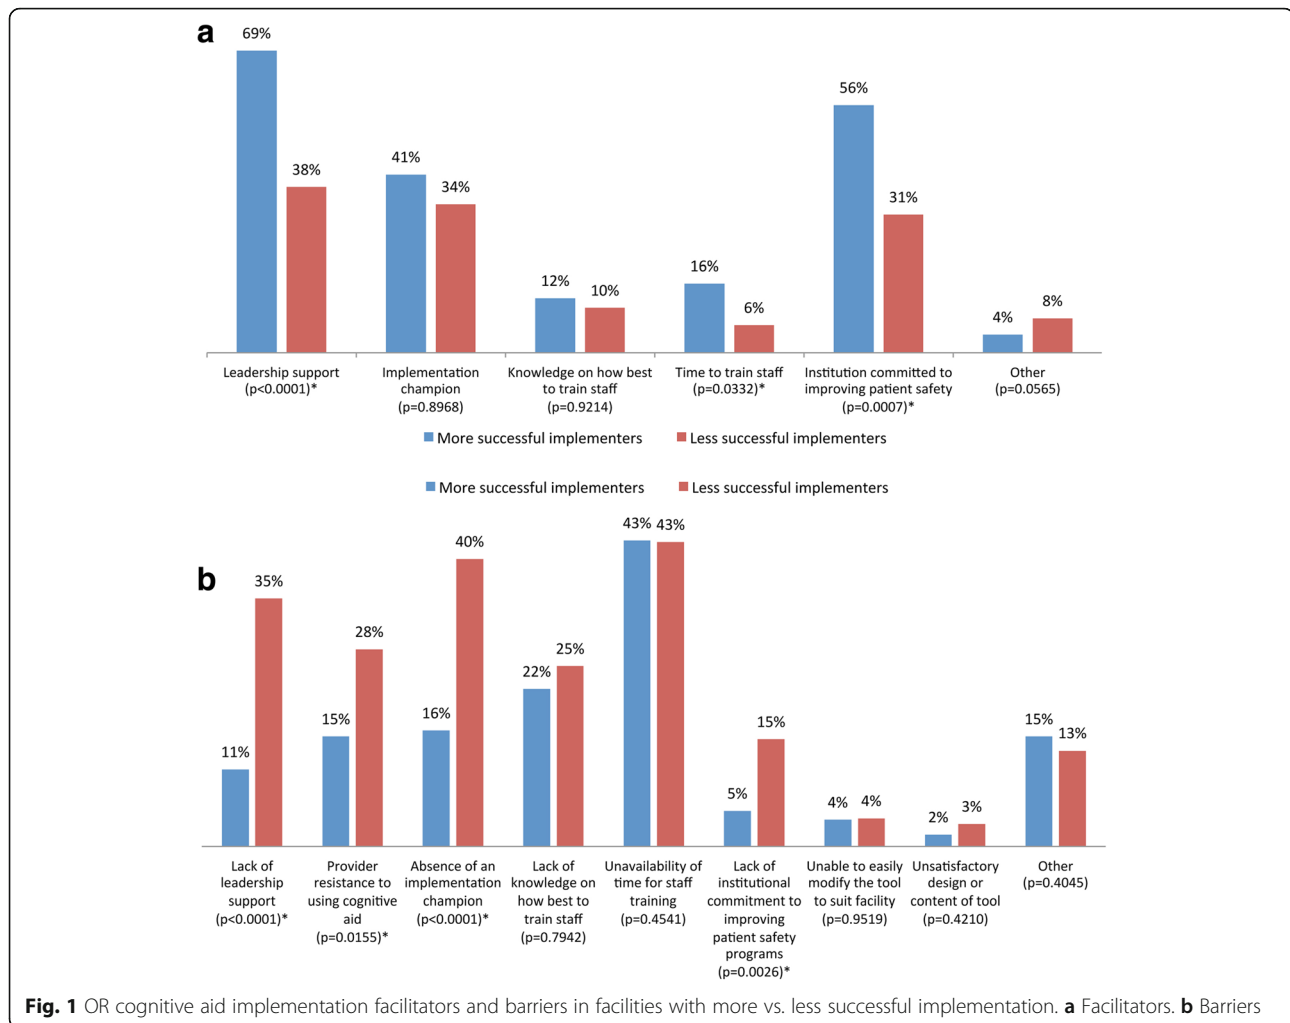 a
69%
38%
41%
34%
12%
10%
16%
6%
56%
31%
4%
8%
Leadership support
(p<0.0001)*
Implementation
champion
(p=0.8968)
Knowledge on how best
to train staff
(p=0.9214)
Time to train staff
(p=0.0332)*
Institution committed to
improving patient safety
(p=0.0007)*
Other
(p=0.0565)
More successful implementers
Less successful implementers
More successful implementers
Less successful implementers
b
11%
35%
15%
28%
16%
40%
22%
25%
43%
43%
5%
15%
4%
4%
2%
3%
15%
13%
Lack of
leadership
support
(p<0.0001)*
Provider
resistance to
using cognitive
aid
(p=0.0155)*
Absence of an
implementation
champion
(p<0.0001)*
Lack of
knowledge on
how best to
train staff
(p=0.7942)
Unavailability of
time for staff
training
(p=0.4541)
Lack of
institutional
commitment to
improving
patient safety
programs
(p=0.0026)*
Unable to easily
modify the tool
to suit facility
(p=0.9519)
Unsatisfactory
design or
content of tool
(p=0.4210)
Other
(p=0.4045)
Fig. 1 OR cognitive aid implementation facilitators and barriers in facilities with more vs. less successful implementation. a Facilitators. b Barriers